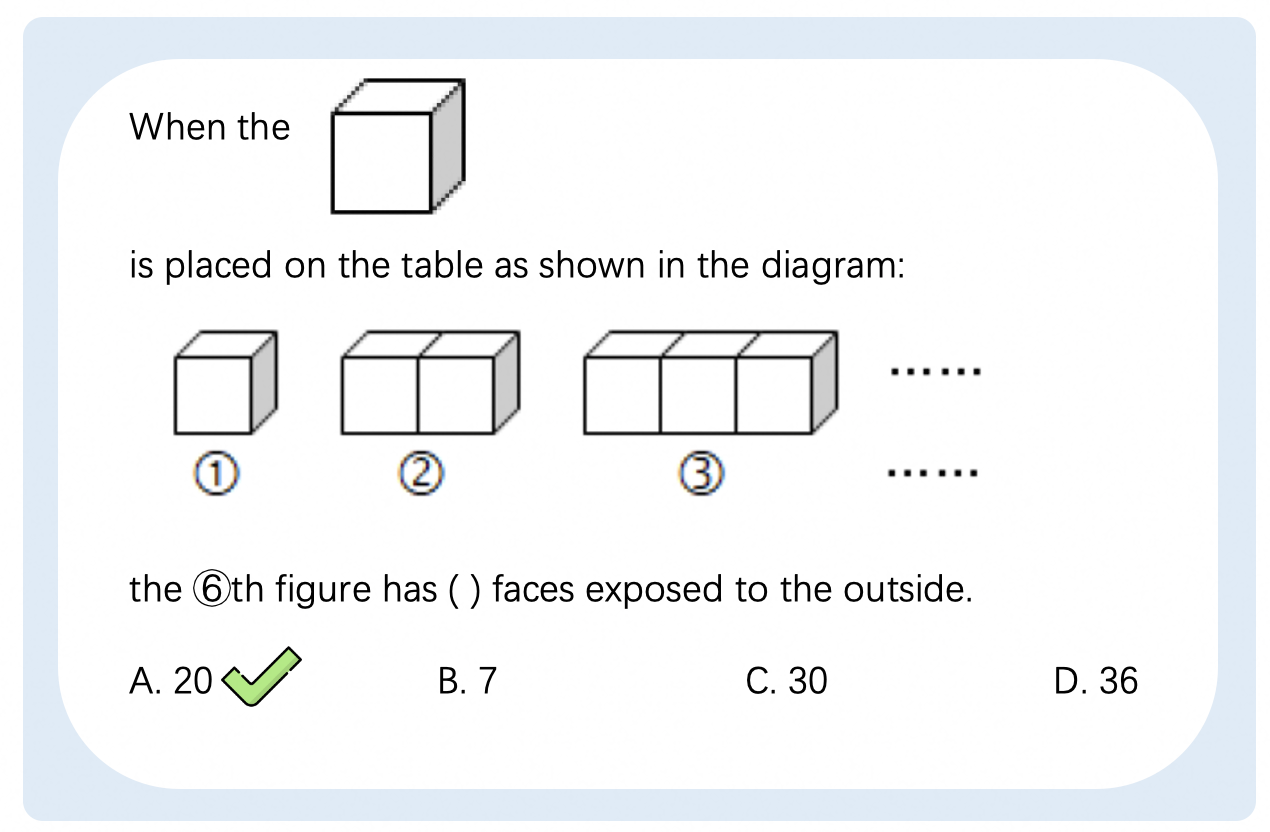 When the
is placed on the table as shown in the diagram:
……
① ② ③ ……
the ⑥th figure has ( ) faces exposed to the outside.
A. 20 B. 7 C. 30 D. 36